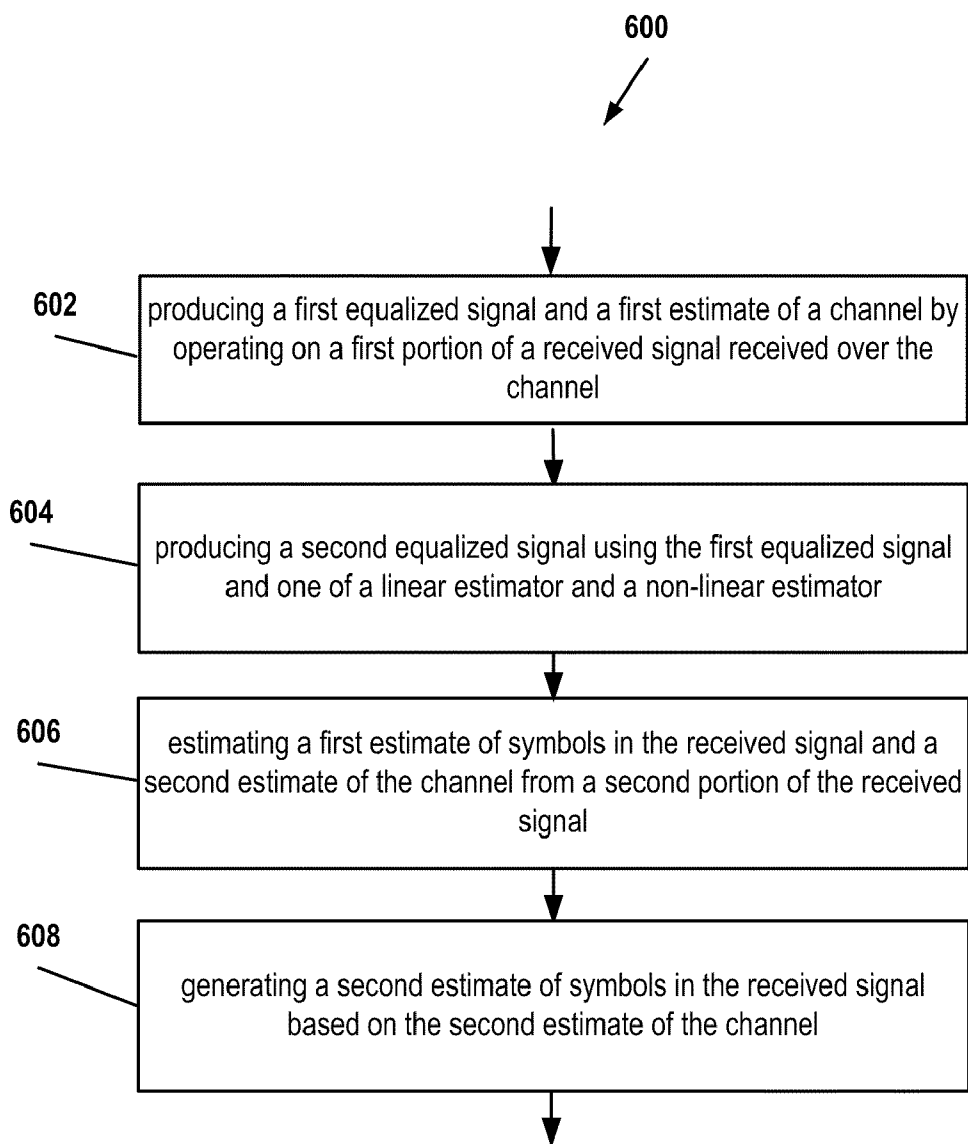 600
602
producing a first equalized signal and a first estimate of a channel by
operating on a first portion of a received signal received over the
channel
604
producing a second equalized signal using the first equalized signal
and one of a linear estimator and a non-linear estimator
606
estimating a first estimate of symbols in the received signal and a
second estimate of the channel from a second portion of the received
signal
608
generating a second estimate of symbols in the received signal
based on the second estimate of the channel